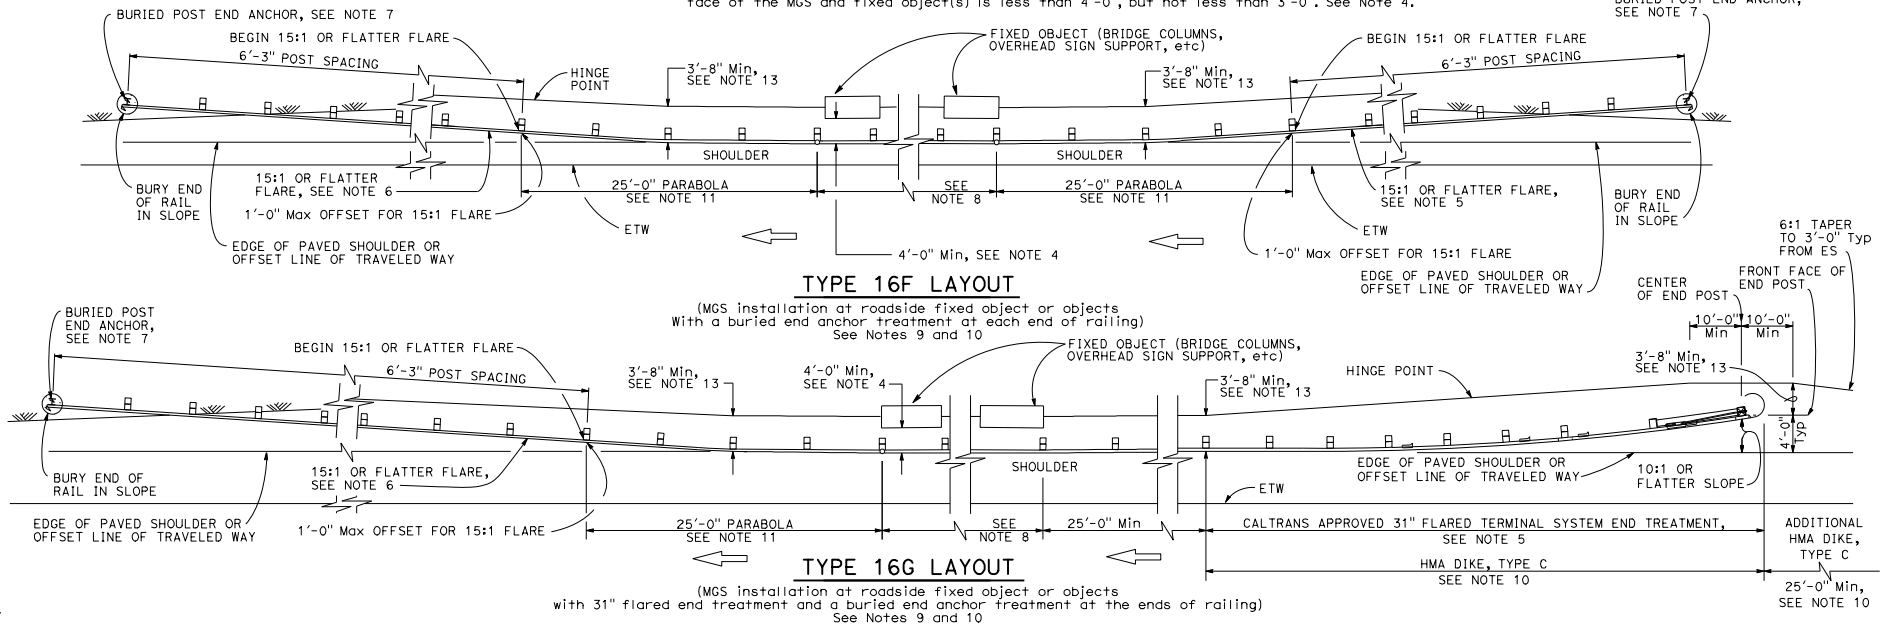 face of the MGS and fixed object(s) is less than 4'-0", but not less than 3'-0". See Note 4.
BURIED POST END ANCHOR, SEE NOTE 7
BEGIN 15:1 OR FLATTER FLARE
6'-3" POST SPACING
HINGE
POINT
3'-8" Min,
SEE NOTE 13
FIXED OBJECT (BRIDGE COLUMNS,
OVERHEAD SIGN SUPPORT, etc)
3'-8" Min,
SEE NOTE 13
BEGIN 15:1 OR FLATTER FLARE
6'-3" POST SPACING
BURIED POST END ANCHOR,
SEE NOTE 7
SHOULDER
SHOULDER
BURY END
OF RAIL
IN SLOPE
15:1 OR FLATTER
FLARE, SEE NOTE 6
1'-0" Max OFFSET FOR 15:1 FLARE
EDGE OF PAVED SHOULDER OR
OFFSET LINE OF TRAVELED WAY
25'-0" PARABOLA
SEE NOTE 11
ETW
SEE
NOTE 8
4'-0" Min, SEE NOTE 4
25'-0" PARABOLA
SEE NOTE 11
15:1 OR FLATTER FLARE,
SEE NOTE 5
ETW
1'-0" Max OFFSET FOR 15:1 FLARE
EDGE OF PAVED SHOULDER OR
OFFSET LINE OF TRAVELED WAY
BURY END
OF RAIL
IN SLOPE
TYPE 16F LAYOUT
(MGS installation at roadside fixed object or objects
With a buried end anchor treatment at each end of railing)
See Notes 9 and 10
BURIED POST
END ANCHOR,
SEE NOTE 7
BEGIN 15:1 OR FLATTER FLARE
6'-3" POST SPACING
3'-8" Min,
SEE NOTE 13
4'-0" Min,
SEE NOTE 4
FIXED OBJECT (BRIDGE COLUMNS,
OVERHEAD SIGN SUPPORT, etc)
3'-8" Min,
SEE NOTE 13
HINGE POINT
CENTER
OF END POST
6:1 TAPER
TO 3'-0" Typ
FROM ES
FRONT FACE OF
END POST
10'-0"
Min
10'-0"
Min
3'-8" Min,
SEE NOTE 13
4'-0"
Typ
BURY END OF
RAIL IN SLOPE
15:1 OR FLATTER FLARE,
SEE NOTE 6
SHOULDER
EDGE OF PAVED SHOULDER OR
OFFSET LINE OF TRAVELED WAY
10:1 OR
FLATTER SLOPE
ETW
EDGE OF PAVED SHOULDER OR
OFFSET LINE OF TRAVELED WAY
1'-0" Max OFFSET FOR 15:1 FLARE
25'-0" PARABOLA
SEE NOTE 11
SEE
NOTE 8
25'-0" Min
CALTRANS APPROVED 31" FLARED TERMINAL SYSTEM END TREATMENT,
SEE NOTE 5
HMA DIKE, TYPE C
SEE NOTE 10
ADDITIONAL
HMA DIKE,
TYPE C
25'-0" Min,
SEE NOTE 10
TYPE 16G LAYOUT
(MGS installation at roadside fixed object or objects
with 31" flared end treatment and a buried end anchor treatment at the ends of railing)
See Notes 9 and 10